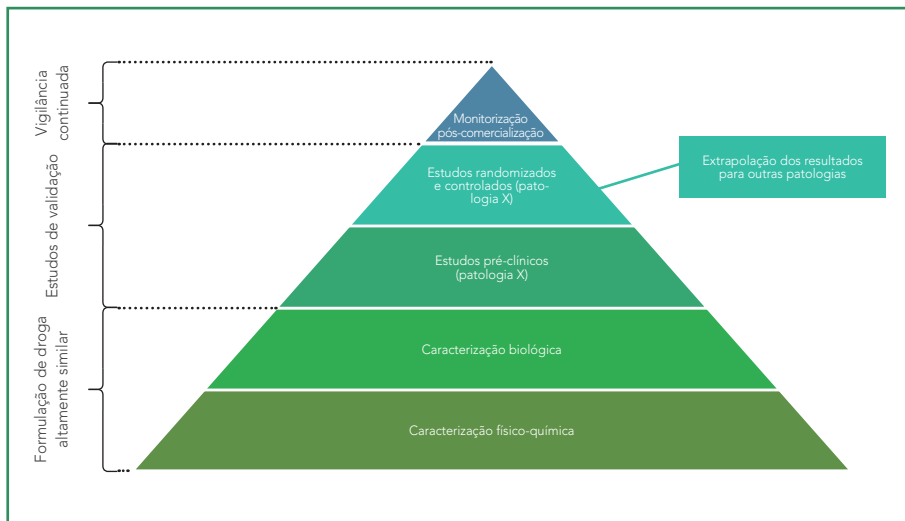 Vigilância
continuada
Monitorização
pós-comercialização
Estudos de validação
Estudos randomizados
e controlados (pato-
logia X)
Extrapolação dos resultados
para outras patologias
Estudos pré-clínicos
(patologia X)
Formulação de droga
altamente similar
Caracterização biológica
Caracterização físico-química